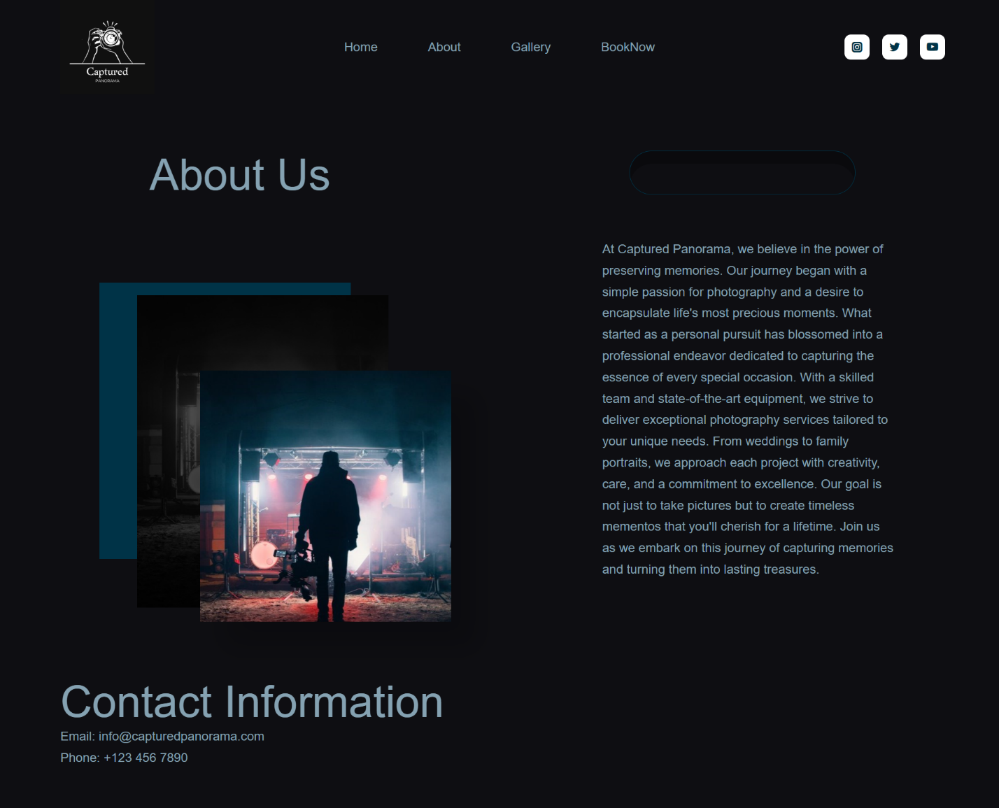 Captured
PANORAMA
Home
About
Gallery
BookNow
About Us
At Captured Panorama, we believe in the power of
preserving memories. Our journey began with a
simple passion for photography and a desire to
encapsulate life's most precious moments. What
started as a personal pursuit has blossomed into a
professional endeavor dedicated to capturing the
essence of every special occasion. With a skilled
team and state-of-the-art equipment, we strive to
deliver exceptional photography services tailored to
your unique needs. From weddings to family
portraits, we approach each project with creativity,
care, and a commitment to excellence. Our goal is
not just to take pictures but to create timeless
mementos that you'll cherish for a lifetime. Join us
as we embark on this journey of capturing memories
and turning them into lasting treasures.
Contact Information
Email: info@capturedpanorama.com
Phone: +123 456 7890